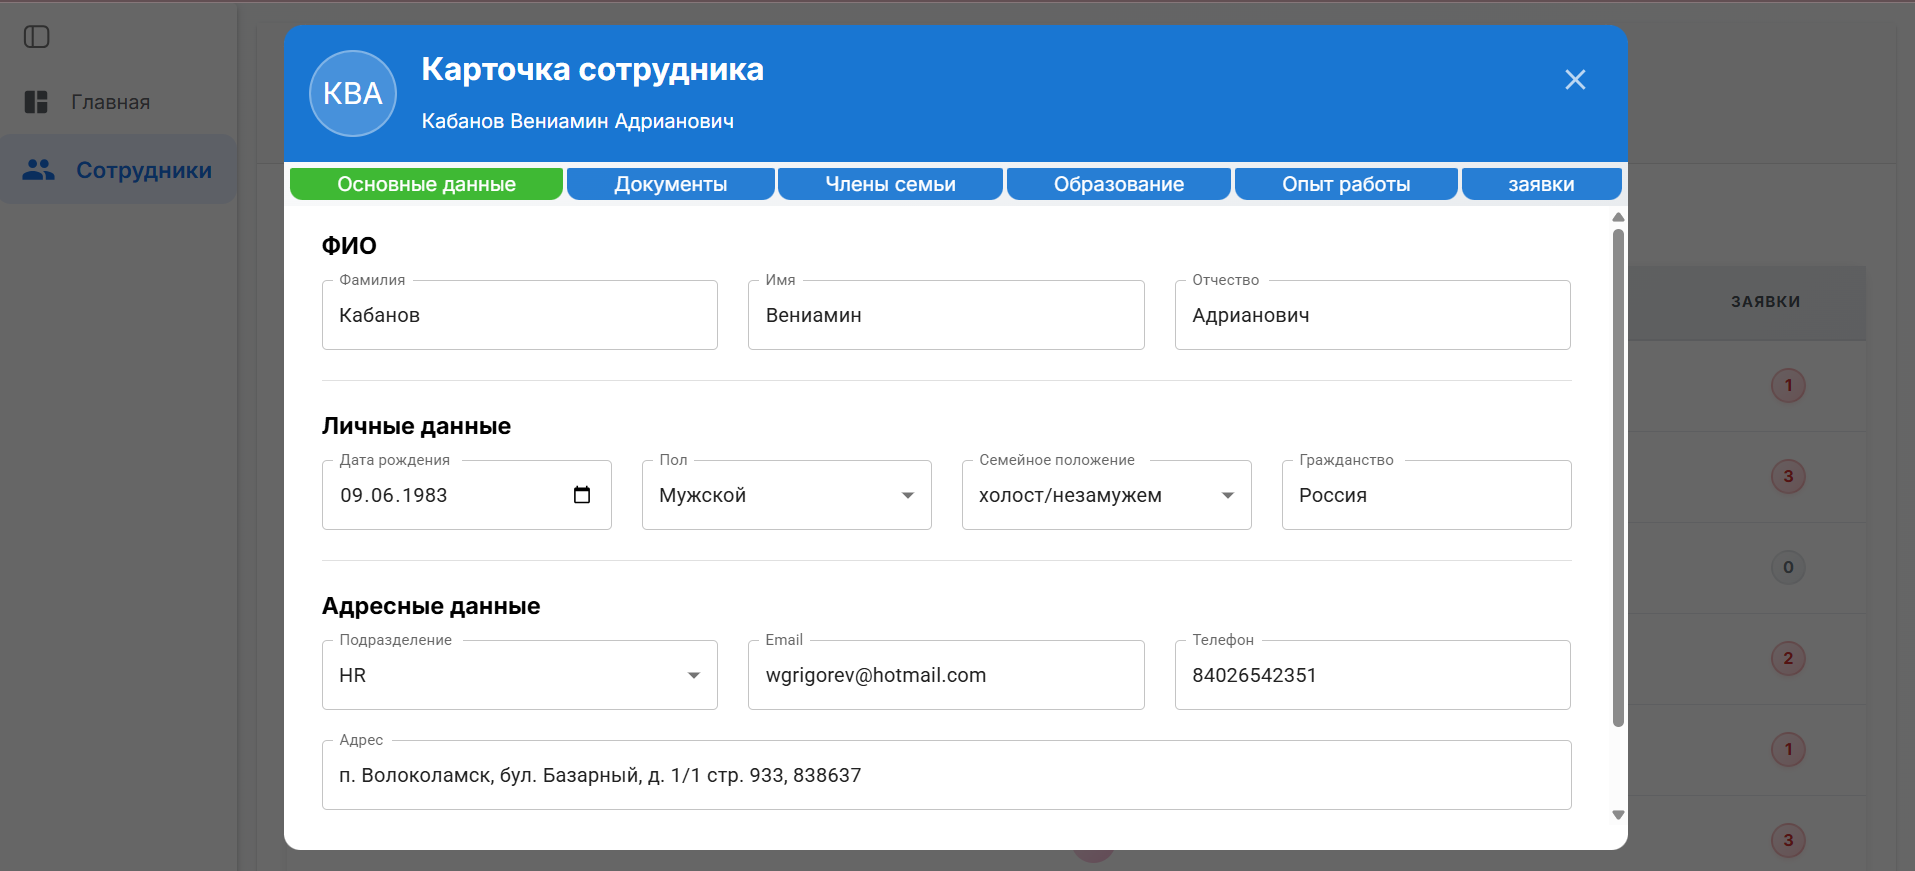 Главная
Сотрудники
КВА
Карточка сотрудника
Кабанов Вениамин Адрианович
Основные данные
Документы
Члены семьи
Образование
Опыт работы
заявки
ФИО
Фамилия
Кабанов
Имя
Вениамин
Отчество
Адрианович
Личные данные
Дата рождения
09.06.1983
Пол
Мужской
Семейное положение
холост/незамужем
Гражданство
Россия
Адресные данные
Подразделение
HR
Email
wgrigorev@hotmail.com
Телефон
84026542351
Адрес
п. Волоколамск, бул. Базарный, д. 1/1 стр. 933, 838637
ЗАЯВКИ
1
3
0
2
1
3